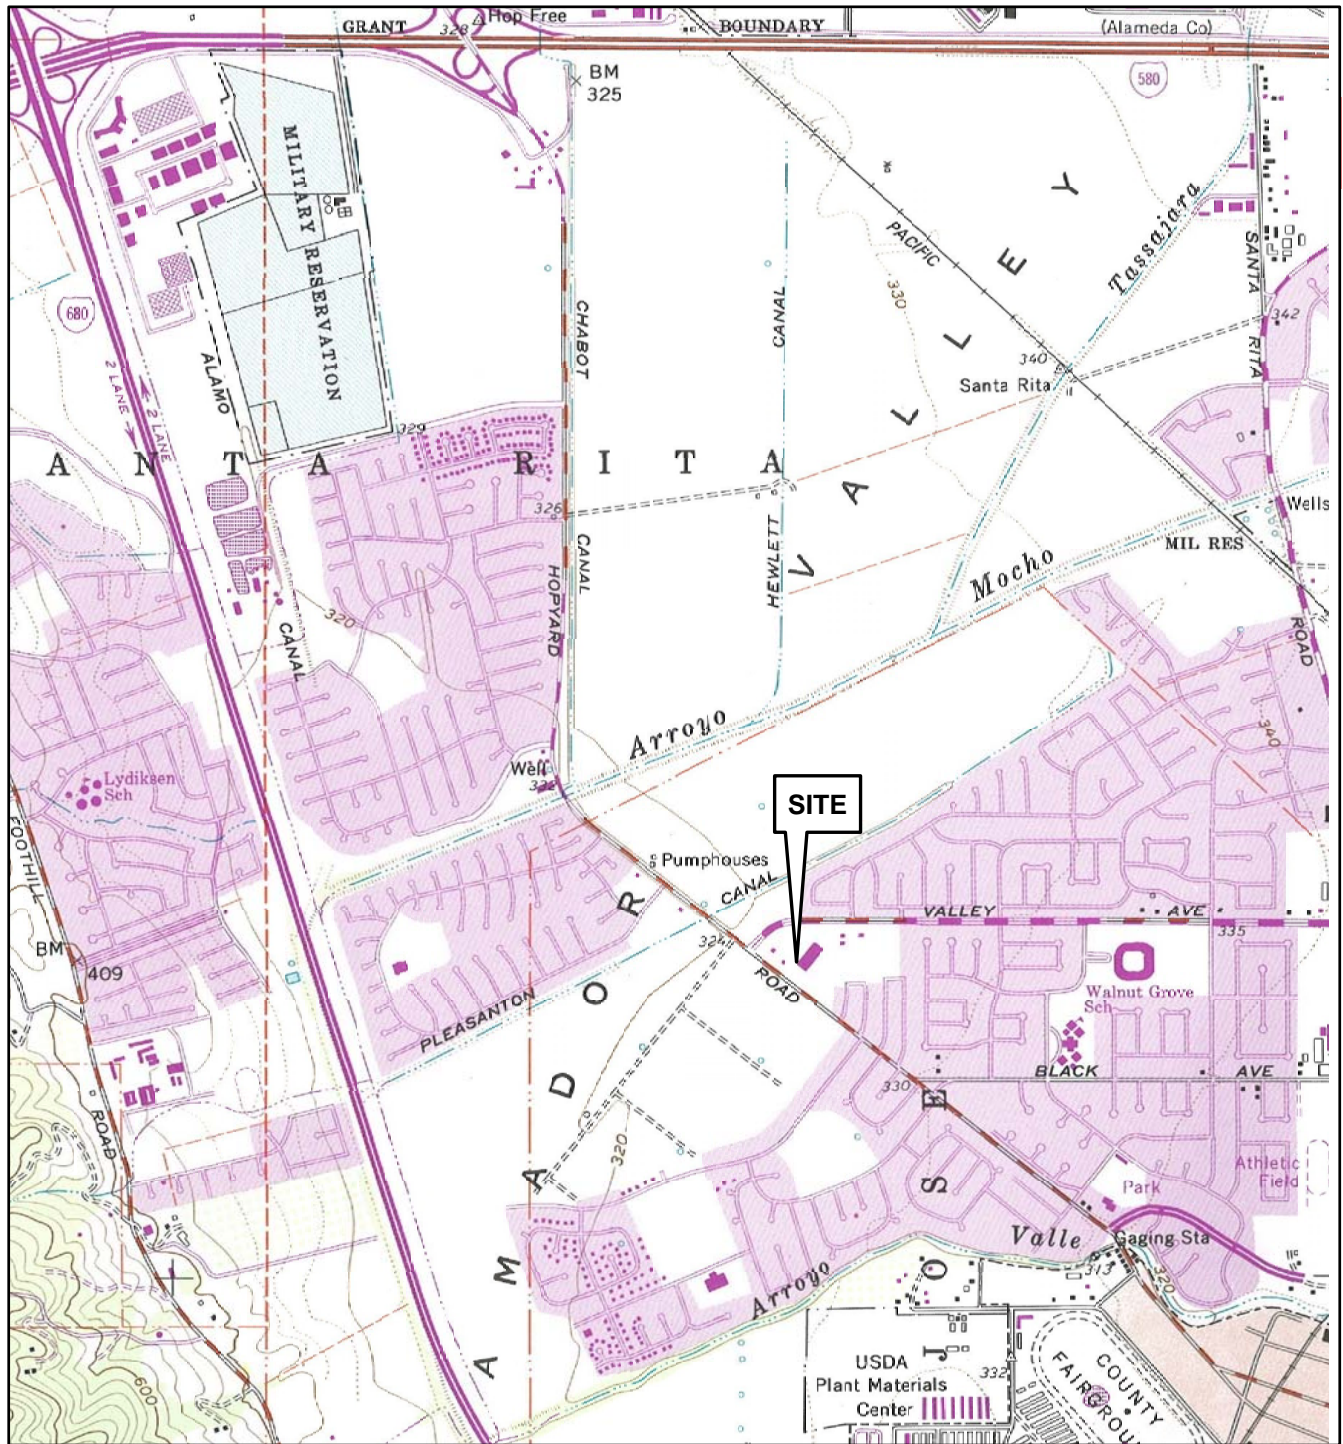 GRANT
328
Hop Free
BOUNDARY
(Alameda Co)
BM
325
580
MILITARY RESERVATION
CHABOT
CANAL
CANAL
PACIFIC
330
Tassajara
SANTA
RITA
342
340
Santa Rita
680
2 LANE
2 LANE
ALAMO
CANAL
329
ANTA RITA
VALLEY
326
HOPYARD
HEWLETT
Wells
MIL RES
Mocho
ROAD
320
340
Arroyo
Well
322
Lydiksen
Sch
FOOTHILL
SITE
Pumphouses
CANAL
VALLEY
AVE
335
324
ROAD
BM
409
Walnut Grove
Sch
PLEASANTON
BLACK
AVE
330
ROAD
320
AMADOR
Athletic
Field
Park
Valle
Gaging Sta
313
320
Arroyo
JOSE
USDA
Plant Materials
Center
332
COUNTY
FAIRGROU
600